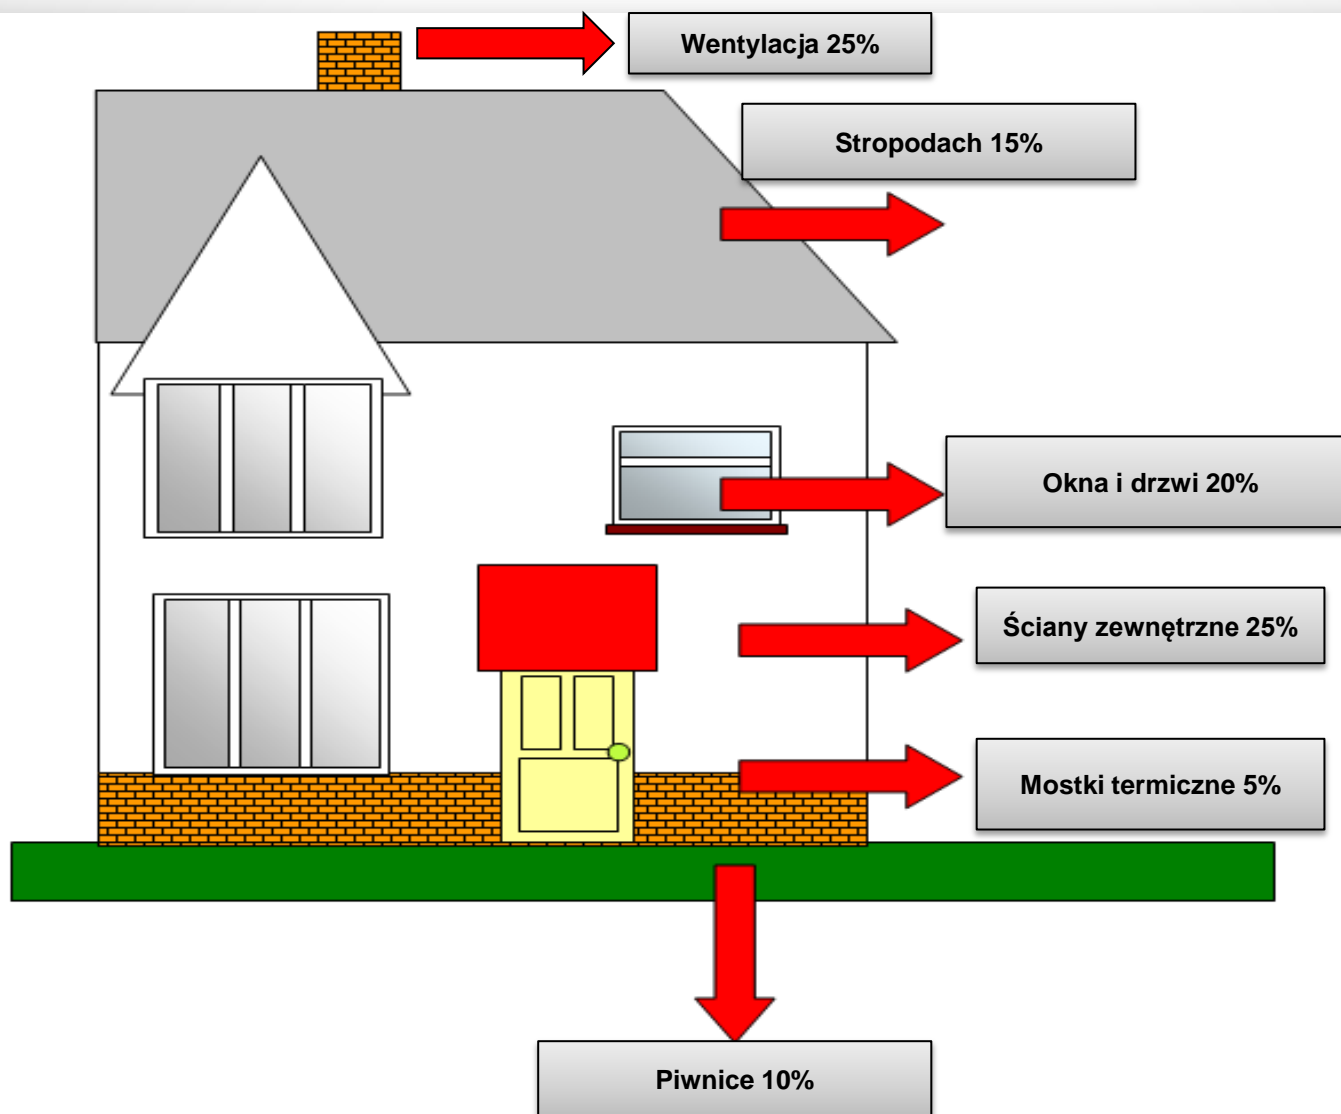 Wentylacja 25%
Stropodach 15%
Okna i drzwi 20%
Ściany zewnętrzne 25%
Mostki termiczne 5%
Piwnice 10%